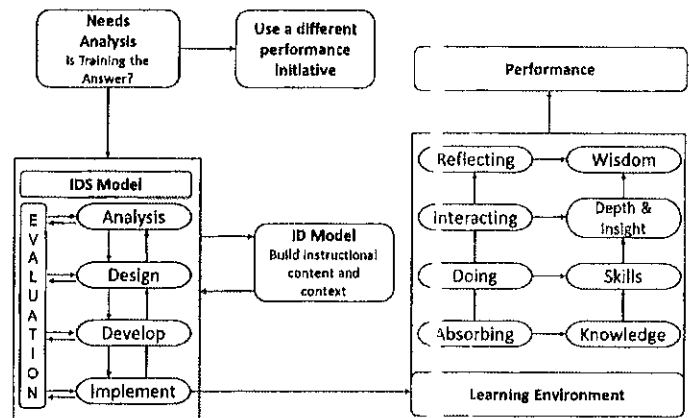 Needs
Analysis
Is Training the
Answer?
Use a different
performance
initiative
Performance
IDS Model
EVALUATION
Analysis
Design
Develop
Implement
ID Model
Build instructional
content and
context
Reflecting
Wisdom
Interacting
Depth &
Insight
Doing
Skills
Absorbing
Knowledge
Learning Environment